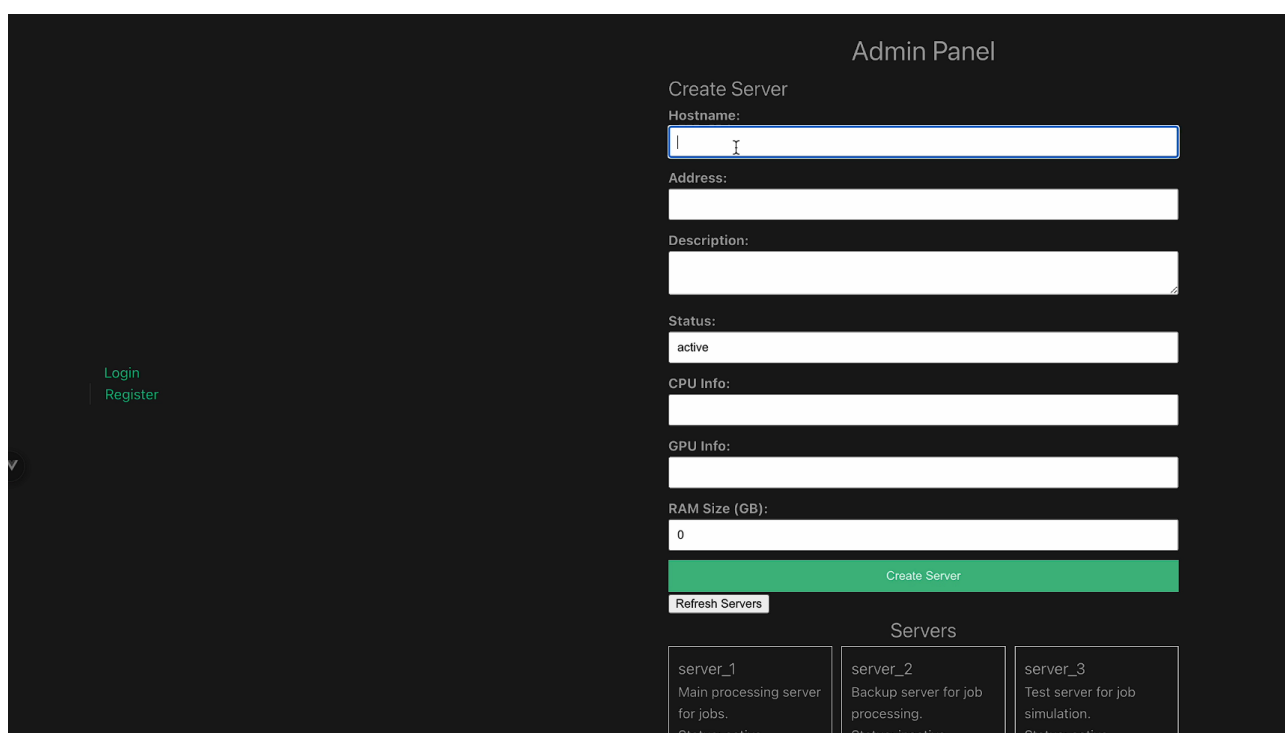 Admin Panel
Create Server
Hostname:
Address:
Description:
Status:
active
CPU Info:
GPU Info:
RAM Size (GB):
0
Create Server
Refresh Servers
Login
Register
Servers
server_1
Main processing server
for jobs.
server_2
Backup server for job
processing.
server_3
Test server for job
simulation.